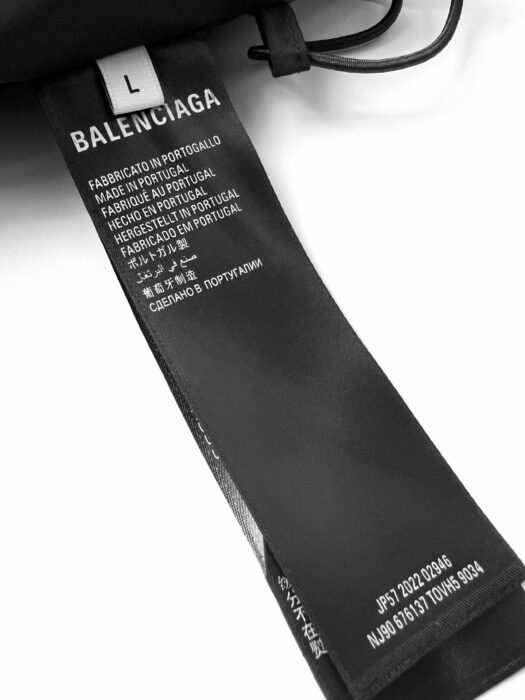 L
BALENCIAGA
FABBRICATO IN PORTOGALLO
MADE IN PORTUGAL
FABRIQUÉ AU PORTUGAL
HECHO EN PORTUGAL
HERGESTELLT IN PORTUGAL
FABRICADO EM PORTUGAL
ポルトガル製
صنع في البرتغال
葡萄牙制造
СДЕЛАНО В ПОРТУГАЛИИ
JP57 2022 02946
NJ90 676137 TOVH5 9034